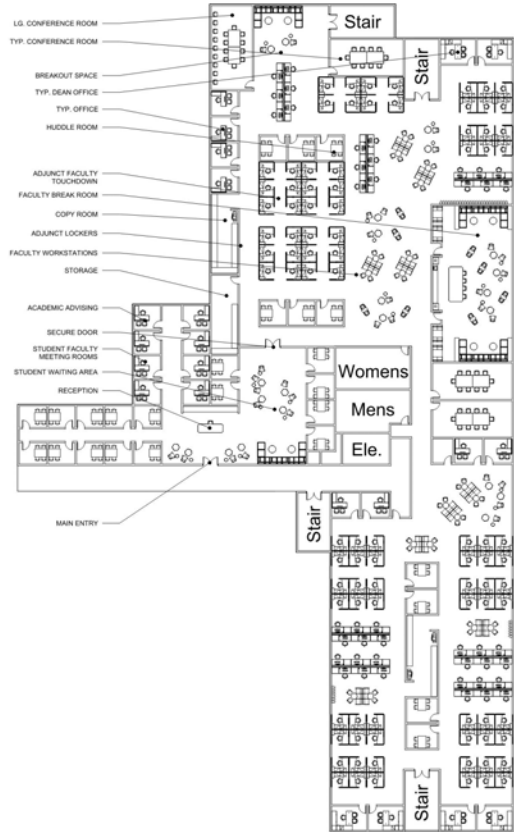 LG. CONFERENCE ROOM
TYP. CONFERENCE ROOM
BREAKOUT SPACE
TYP. DEAN OFFICE
TYP. OFFICE
HUDDLE ROOM
ADJUNCT FACULTY
TOUCHDOWN
FACULTY BREAK ROOM
COPY ROOM
ADJUNCT LOCKERS
FACULTY WORKSTATIONS
STORAGE
ACADEMIC ADVISING
SECURE DOOR
STUDENT FACULTY
MEETING ROOMS
STUDENT WAITING AREA
RECEPTION
MAIN ENTRY
Stair
Stair
Womens
Mens
Ele.
Stair
Stair